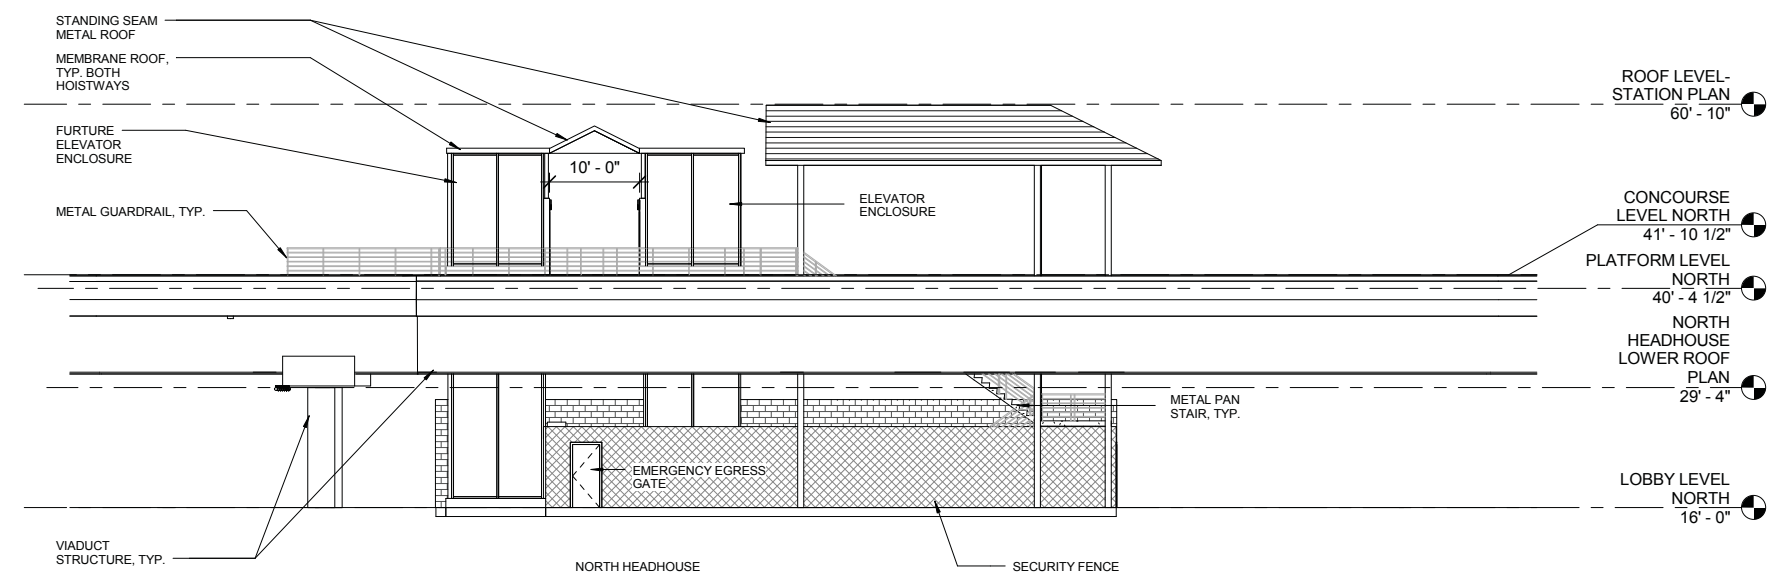 STANDING SEAM
METAL ROOF
MEMBRANE ROOF,
TYP. BOTH
HOISTWAYS
FURTURE
ELEVATOR
ENCLOSURE
METAL GUARDRAIL, TYP.
10' - 0"
ELEVATOR
ENCLOSURE
ROOF LEVEL-
STATION PLAN
60' - 10"
CONCOURSE
LEVEL NORTH
41' - 10 1/2"
PLATFORM LEVEL
NORTH
40' - 4 1/2"
NORTH
HEADHOUSE
LOWER ROOF
PLAN
29' - 4"
METAL PAN
STAIR, TYP.
EMERGENCY EGRESS
GATE
LOBBY LEVEL
NORTH
16' - 0"
VIADUCT
STRUCTURE, TYP.
NORTH HEADHOUSE
SECURITY FENCE